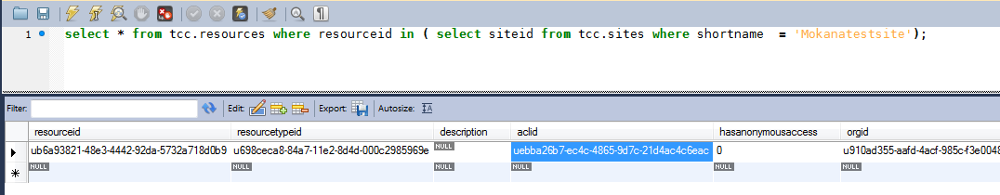 1 select * from tcc.resources where resourceid in ( select siteid from tcc.sites where shortname  = 'Mokanatestsite');
Filter: Edit: Export: Autosize:
resourceid resourcetypeid description aclid hasanonymousaccess orgid
ub6a93821-48e3-4442-92da-5732a718d0b9 u698ceca8-84a7-11e2-8d4d-000c2985969e NULL uebba26b7-ec4c-4865-9d7c-21d4ac4c6eac 0 u910ad355-aafd-4acf-985c-f3e0048
NULL NULL NULL NULL NULL NULL